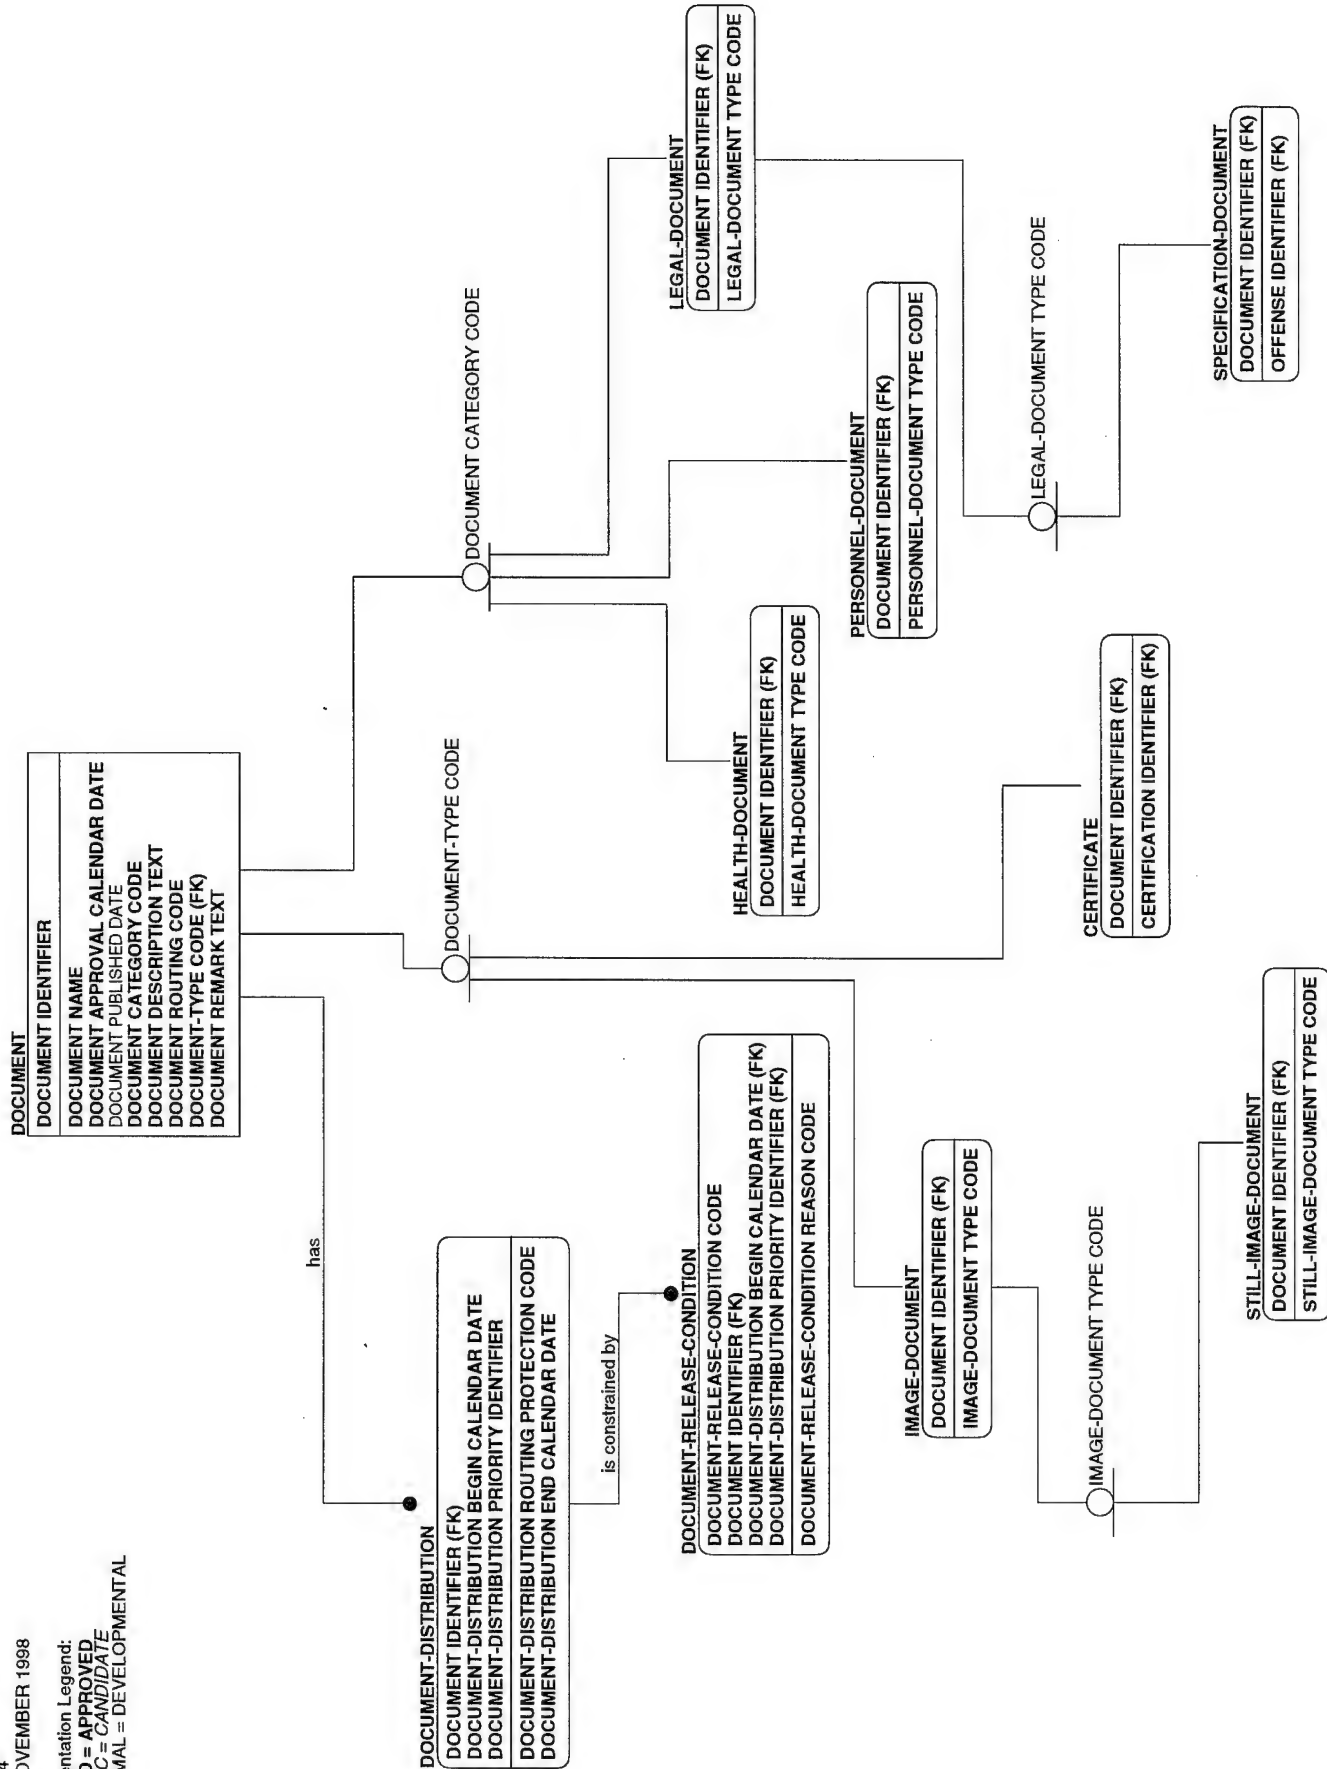 4
OVEMBER 1998
entation Legend:
D = APPROVED
C = CANDIDATE
MAL = DEVELOPMENTAL
DOCUMENT
DOCUMENT IDENTIFIER
DOCUMENT NAME
DOCUMENT APPROVAL CALENDAR DATE
DOCUMENT PUBLISHED DATE
DOCUMENT CATEGORY CODE
DOCUMENT DESCRIPTION TEXT
DOCUMENT ROUTING CODE
DOCUMENT-TYPE CODE (FK)
DOCUMENT REMARK TEXT
has
DOCUMENT-DISTRIBUTION
DOCUMENT IDENTIFIER (FK)
DOCUMENT-DISTRIBUTION BEGIN CALENDAR DATE
DOCUMENT-DISTRIBUTION PRIORITY IDENTIFIER
DOCUMENT-DISTRIBUTION ROUTING PROTECTION CODE
DOCUMENT-DISTRIBUTION END CALENDAR DATE
is constrained by
DOCUMENT-RELEASE-CONDITION
DOCUMENT-RELEASE-CONDITION CODE
DOCUMENT IDENTIFIER (FK)
DOCUMENT-DISTRIBUTION BEGIN CALENDAR DATE (FK)
DOCUMENT-DISTRIBUTION PRIORITY IDENTIFIER (FK)
DOCUMENT-RELEASE-CONDITION REASON CODE
DOCUMENT-TYPE CODE
IMAGE-DOCUMENT
DOCUMENT IDENTIFIER (FK)
IMAGE-DOCUMENT TYPE CODE
IMAGE-DOCUMENT TYPE CODE
STILL-IMAGE-DOCUMENT
DOCUMENT IDENTIFIER (FK)
STILL-IMAGE-DOCUMENT TYPE CODE
CERTIFICATE
DOCUMENT IDENTIFIER (FK)
CERTIFICATION IDENTIFIER (FK)
DOCUMENT CATEGORY CODE
HEALTH-DOCUMENT
DOCUMENT IDENTIFIER (FK)
HEALTH-DOCUMENT TYPE CODE
PERSONNEL-DOCUMENT
DOCUMENT IDENTIFIER (FK)
PERSONNEL-DOCUMENT TYPE CODE
LEGAL-DOCUMENT
DOCUMENT IDENTIFIER (FK)
LEGAL-DOCUMENT TYPE CODE
LEGAL-DOCUMENT TYPE CODE
SPECIFICATION-DOCUMENT
DOCUMENT IDENTIFIER (FK)
OFFENSE IDENTIFIER (FK)